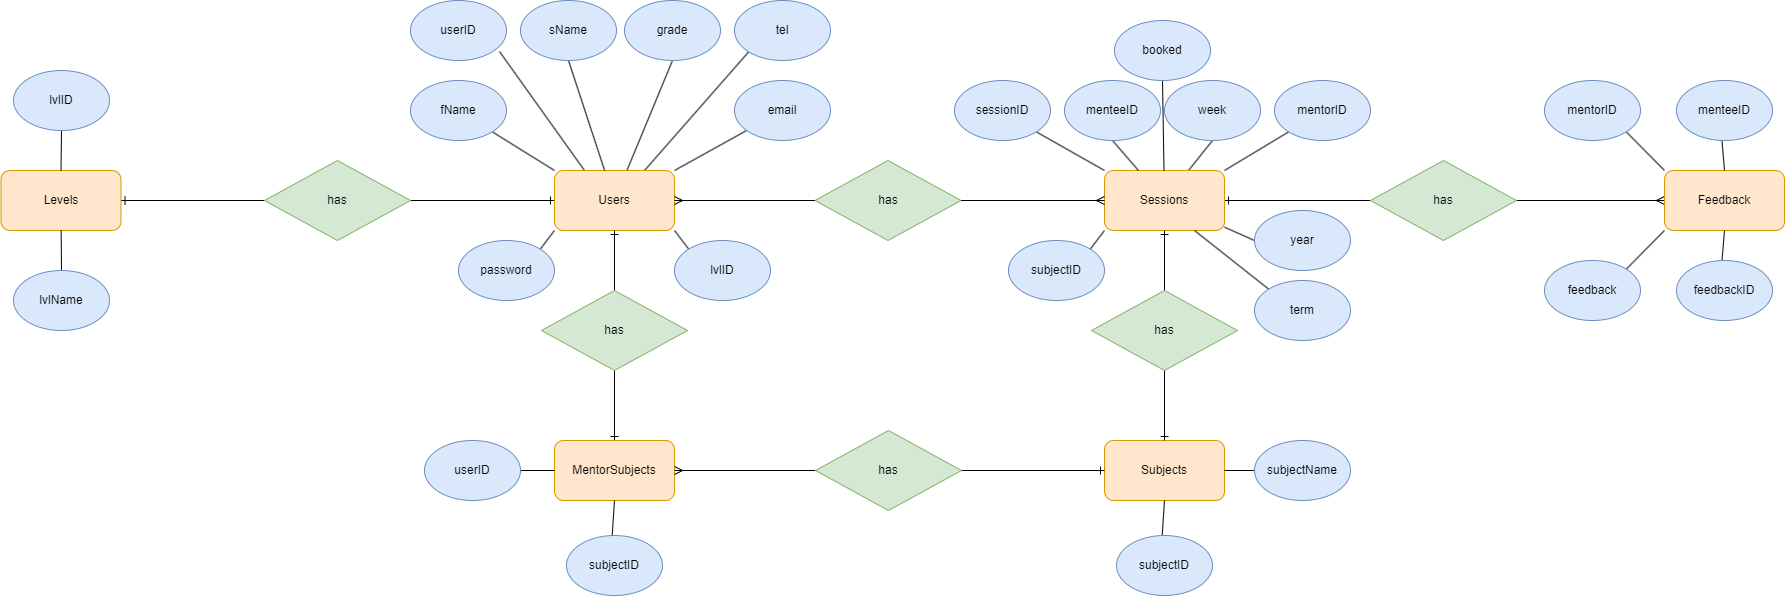 userID
sName
grade
tel
booked
lvlID
fName
email
sessionID
menteeID
week
mentorID
mentorID
menteeID
Levels
has
Users
has
Sessions
has
Feedback
year
password
lvlID
subjectID
lvlName
term
feedback
feedbackID
has
has
userID
MentorSubjects
has
Subjects
subjectName
subjectID
subjectID